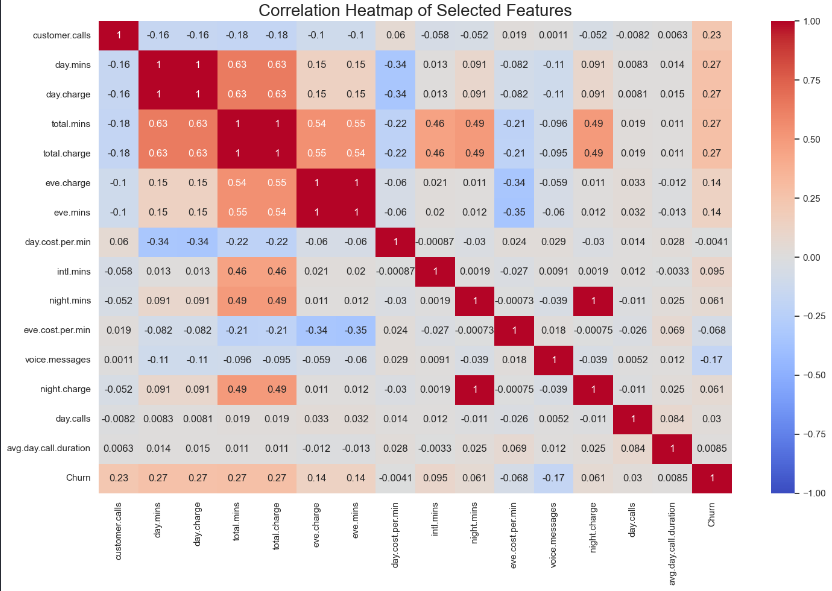 Correlation Heatmap of Selected Features
customer.calls 1 -0.16 -0.16 -0.18 -0.18 -0.1 -0.1 0.06 -0.058 -0.052 0.019 0.0011 -0.052 -0.0082 0.0063 0.23
day.mins -0.16 1 1 0.63 0.63 0.15 0.15 -0.34 0.013 0.091 -0.082 -0.11 0.091 0.0083 0.014 0.27
day.charge -0.16 1 1 0.63 0.63 0.15 0.15 -0.34 0.013 0.091 -0.082 -0.11 0.091 0.0081 0.015 0.27
total.mins -0.18 0.63 0.63 1 1 0.54 0.55 -0.22 0.46 0.49 -0.21 -0.096 0.49 0.019 0.011 0.27
total.charge -0.18 0.63 0.63 1 1 0.55 0.54 -0.22 0.46 0.49 -0.21 -0.095 0.49 0.019 0.011 0.27
eve.charge -0.1 0.15 0.15 0.54 0.55 1 1 -0.06 0.021 0.011 -0.34 -0.059 0.011 0.033 -0.012 0.14
eve.mins -0.1 0.15 0.15 0.55 0.54 1 1 -0.06 0.02 0.012 -0.35 -0.06 0.012 0.032 -0.013 0.14
day.cost.per.min 0.06 -0.34 -0.34 -0.22 -0.22 -0.06 -0.06 1 -0.00087 -0.03 0.024 0.029 -0.03 0.014 0.028 -0.0041
intl.mins -0.058 0.013 0.013 0.46 0.46 0.021 0.02 -0.00087 1 0.0019 -0.027 0.0091 0.0019 0.012 -0.0033 0.095
night.mins -0.052 0.091 0.091 0.49 0.49 0.011 0.012 -0.03 0.0019 1 -0.00073 -0.039 1 -0.011 0.025 0.061
eve.cost.per.min 0.019 -0.082 -0.082 -0.21 -0.21 -0.34 -0.35 0.024 -0.027 -0.00073 1 0.018 -0.00075 -0.026 0.069 -0.068
voice.messages 0.0011 -0.11 -0.11 -0.096 -0.095 -0.059 -0.06 0.029 0.0091 -0.039 0.018 1 -0.039 0.0052 0.012 -0.17
night.charge -0.052 0.091 0.091 0.49 0.49 0.011 0.012 -0.03 0.0019 1 -0.00075 -0.039 1 -0.011 0.025 0.061
day.calls -0.0082 0.0083 0.0081 0.019 0.019 0.033 0.032 0.014 0.012 -0.011 -0.026 0.0052 -0.011 1 0.084 0.03
avg.day.call.duration 0.0063 0.014 0.015 0.011 0.011 -0.012 -0.013 0.028 -0.0033 0.025 0.069 0.012 0.025 0.084 1 0.0085
Churn 0.23 0.27 0.27 0.27 0.27 0.14 0.14 -0.0041 0.095 0.061 -0.068 -0.17 0.061 0.03 0.0085 1
customer.calls
day.mins
day.charge
total.mins
total.charge
eve.charge
eve.mins
day.cost.per.min
intl.mins
night.mins
eve.cost.per.min
voice.messages
night.charge
day.calls
avg.day.call.duration
Churn
1.00
0.75
0.50
0.25
0.00
−0.25
−0.50
−0.75
−1.00